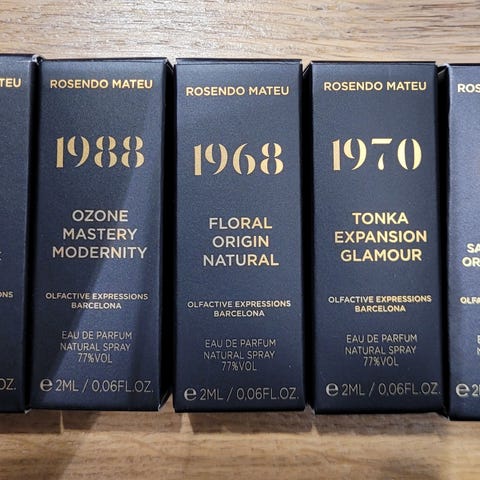 ROSENDO MATEU
1988
OZONE
MASTERY
MODERNITY
OLFACTIVE EXPRESSIONS
BARCELONA
EAU DE PARFUM
NATURAL SPRAY
77%VOL
e 2ML / 0,06FL.OZ.
ROSENDO MATEU
1968
FLORAL
ORIGIN
NATURAL
OLFACTIVE EXPRESSIONS
BARCELONA
EAU DE PARFUM
NATURAL SPRAY
77%VOL
e 2ML / 0,06FL.OZ.
ROSENDO MATEU
1970
TONKA
EXPANSION
GLAMOUR
OLFACTIVE EXPRESSIONS
BARCELONA
EAU DE PARFUM
NATURAL SPRAY
77%VOL
e 2ML / 0,06FL.OZ.